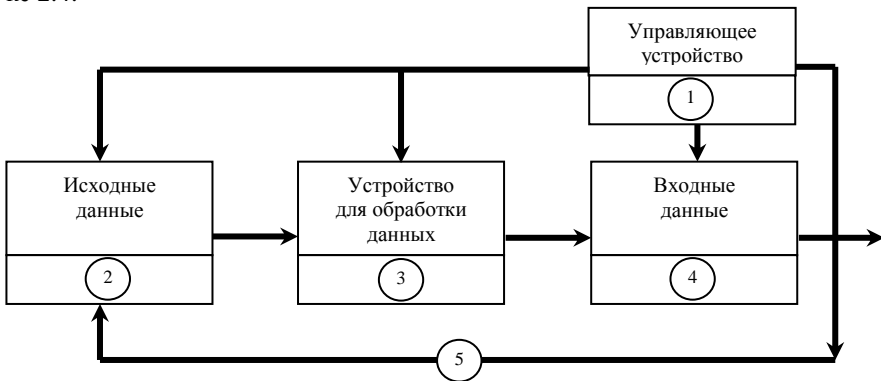 Управляющее
устройство
1
Исходные
данные
2
Устройство
для обработки
данных
3
Входные
данные
4
5